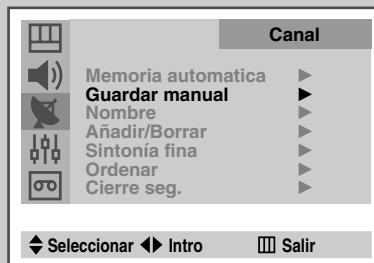 Canal
Memoria automatica
Guardar manual
Nombre
Añadir/Borrar
Sintonía fina
Ordenar
Cierre seg.
Seleccionar Intro Salir